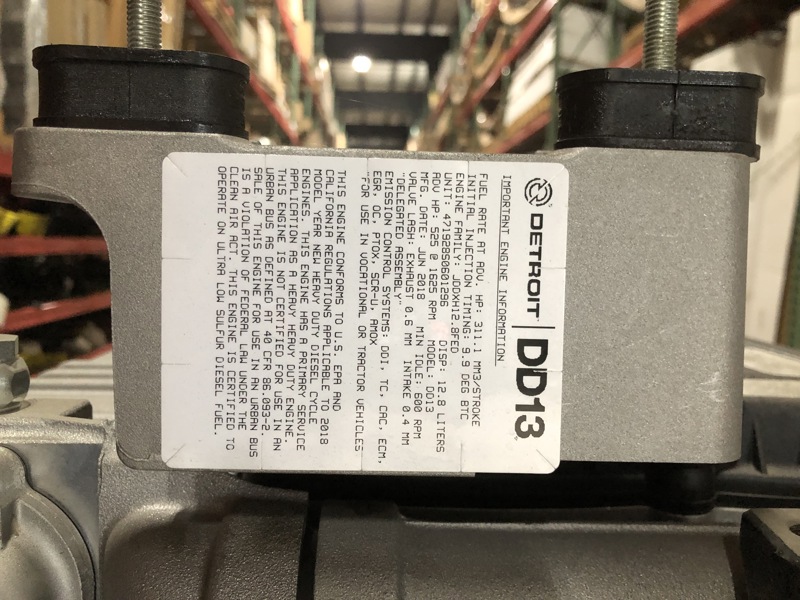 DETROIT | DD13
IMPORTANT ENGINE INFORMATION
FUEL RATE AT ADV. HP: 311.1 MM3/STROKE
INITIAL INJECTION TIMING: 9.9 DEG BTC
ENGINE FAMILY: JDDXH12.8FED
UNIT: 471928S0601296 DISP: 12.8 LITERS
ADV HP: 525 @ 1625 RPM MODEL: DD13
MFG. DATE: JUN 2018 MIN IDLE: 600 RPM
VALVE LASH: EXHAUST 0.6 MM INTAKE 0.4 MM
"DELEGATED ASSEMBLY"
EMISSION CONTROL SYSTEMS: DDI, TC, CAC, ECM,
EGR, OC, PTOX, SCR-U, AMOX
"FOR USE IN VOCATIONAL OR TRACTOR VEHICLES
THIS ENGINE CONFORMS TO U.S. EPA AND
CALIFORNIA REGULATIONS APPLICABLE TO 2018
MODEL YEAR NEW HEAVY DUTY DIESEL CYCLE
ENGINES. THIS ENGINE HAS A PRIMARY SERVICE
APPLICATION AS A HEAVY HEAVY DUTY ENGINE.
THIS ENGINE IS NOT CERTIFIED FOR USE IN AN
URBAN BUS AS DEFINED AT 40 CFR 86.093-2.
SALE OF THIS ENGINE FOR USE IN AN URBAN BUS
IS A VIOLATION OF FEDERAL LAW UNDER THE
CLEAN AIR ACT. THIS ENGINE IS CERTIFIED TO
OPERATE ON ULTRA LOW SULFUR DIESEL FUEL.